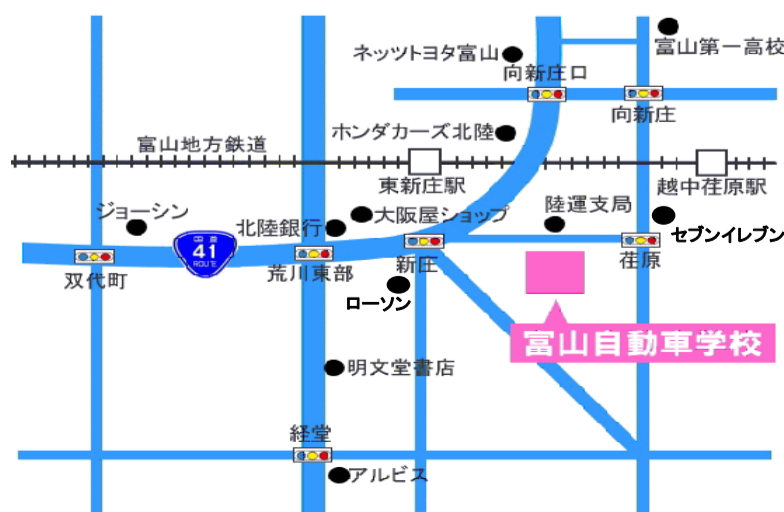 富山第一高校
ネッツトヨタ富山
向新庄口
向新庄
ホンダカーズ北陸
富山地方鉄道
東新庄駅
越中荏原駅
ジョーシン
北陸銀行
大阪屋ショップ
陸運支局
セブンイレブン
国道
41
ROUTE
双代町
荒川東部
新庄
荏原
ローソン
富山自動車学校
明文堂書店
経堂
アルビス